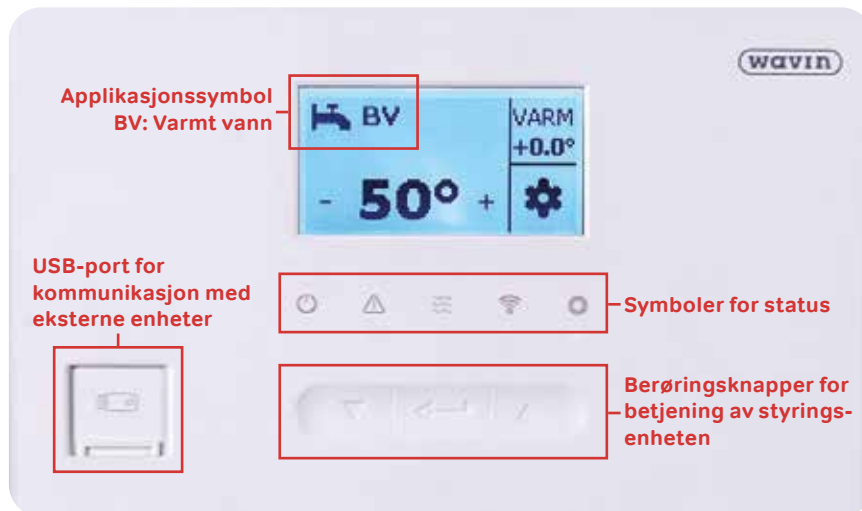 wavin
Applikasjonssymbol
BV: Varmt vann
BV
VARM
+0.0°
- 50° +
USB-port for
kommunikasjon med
eksterne enheter
Symboler for status
Berøringsknapper for
betjening av styrings-
enheten